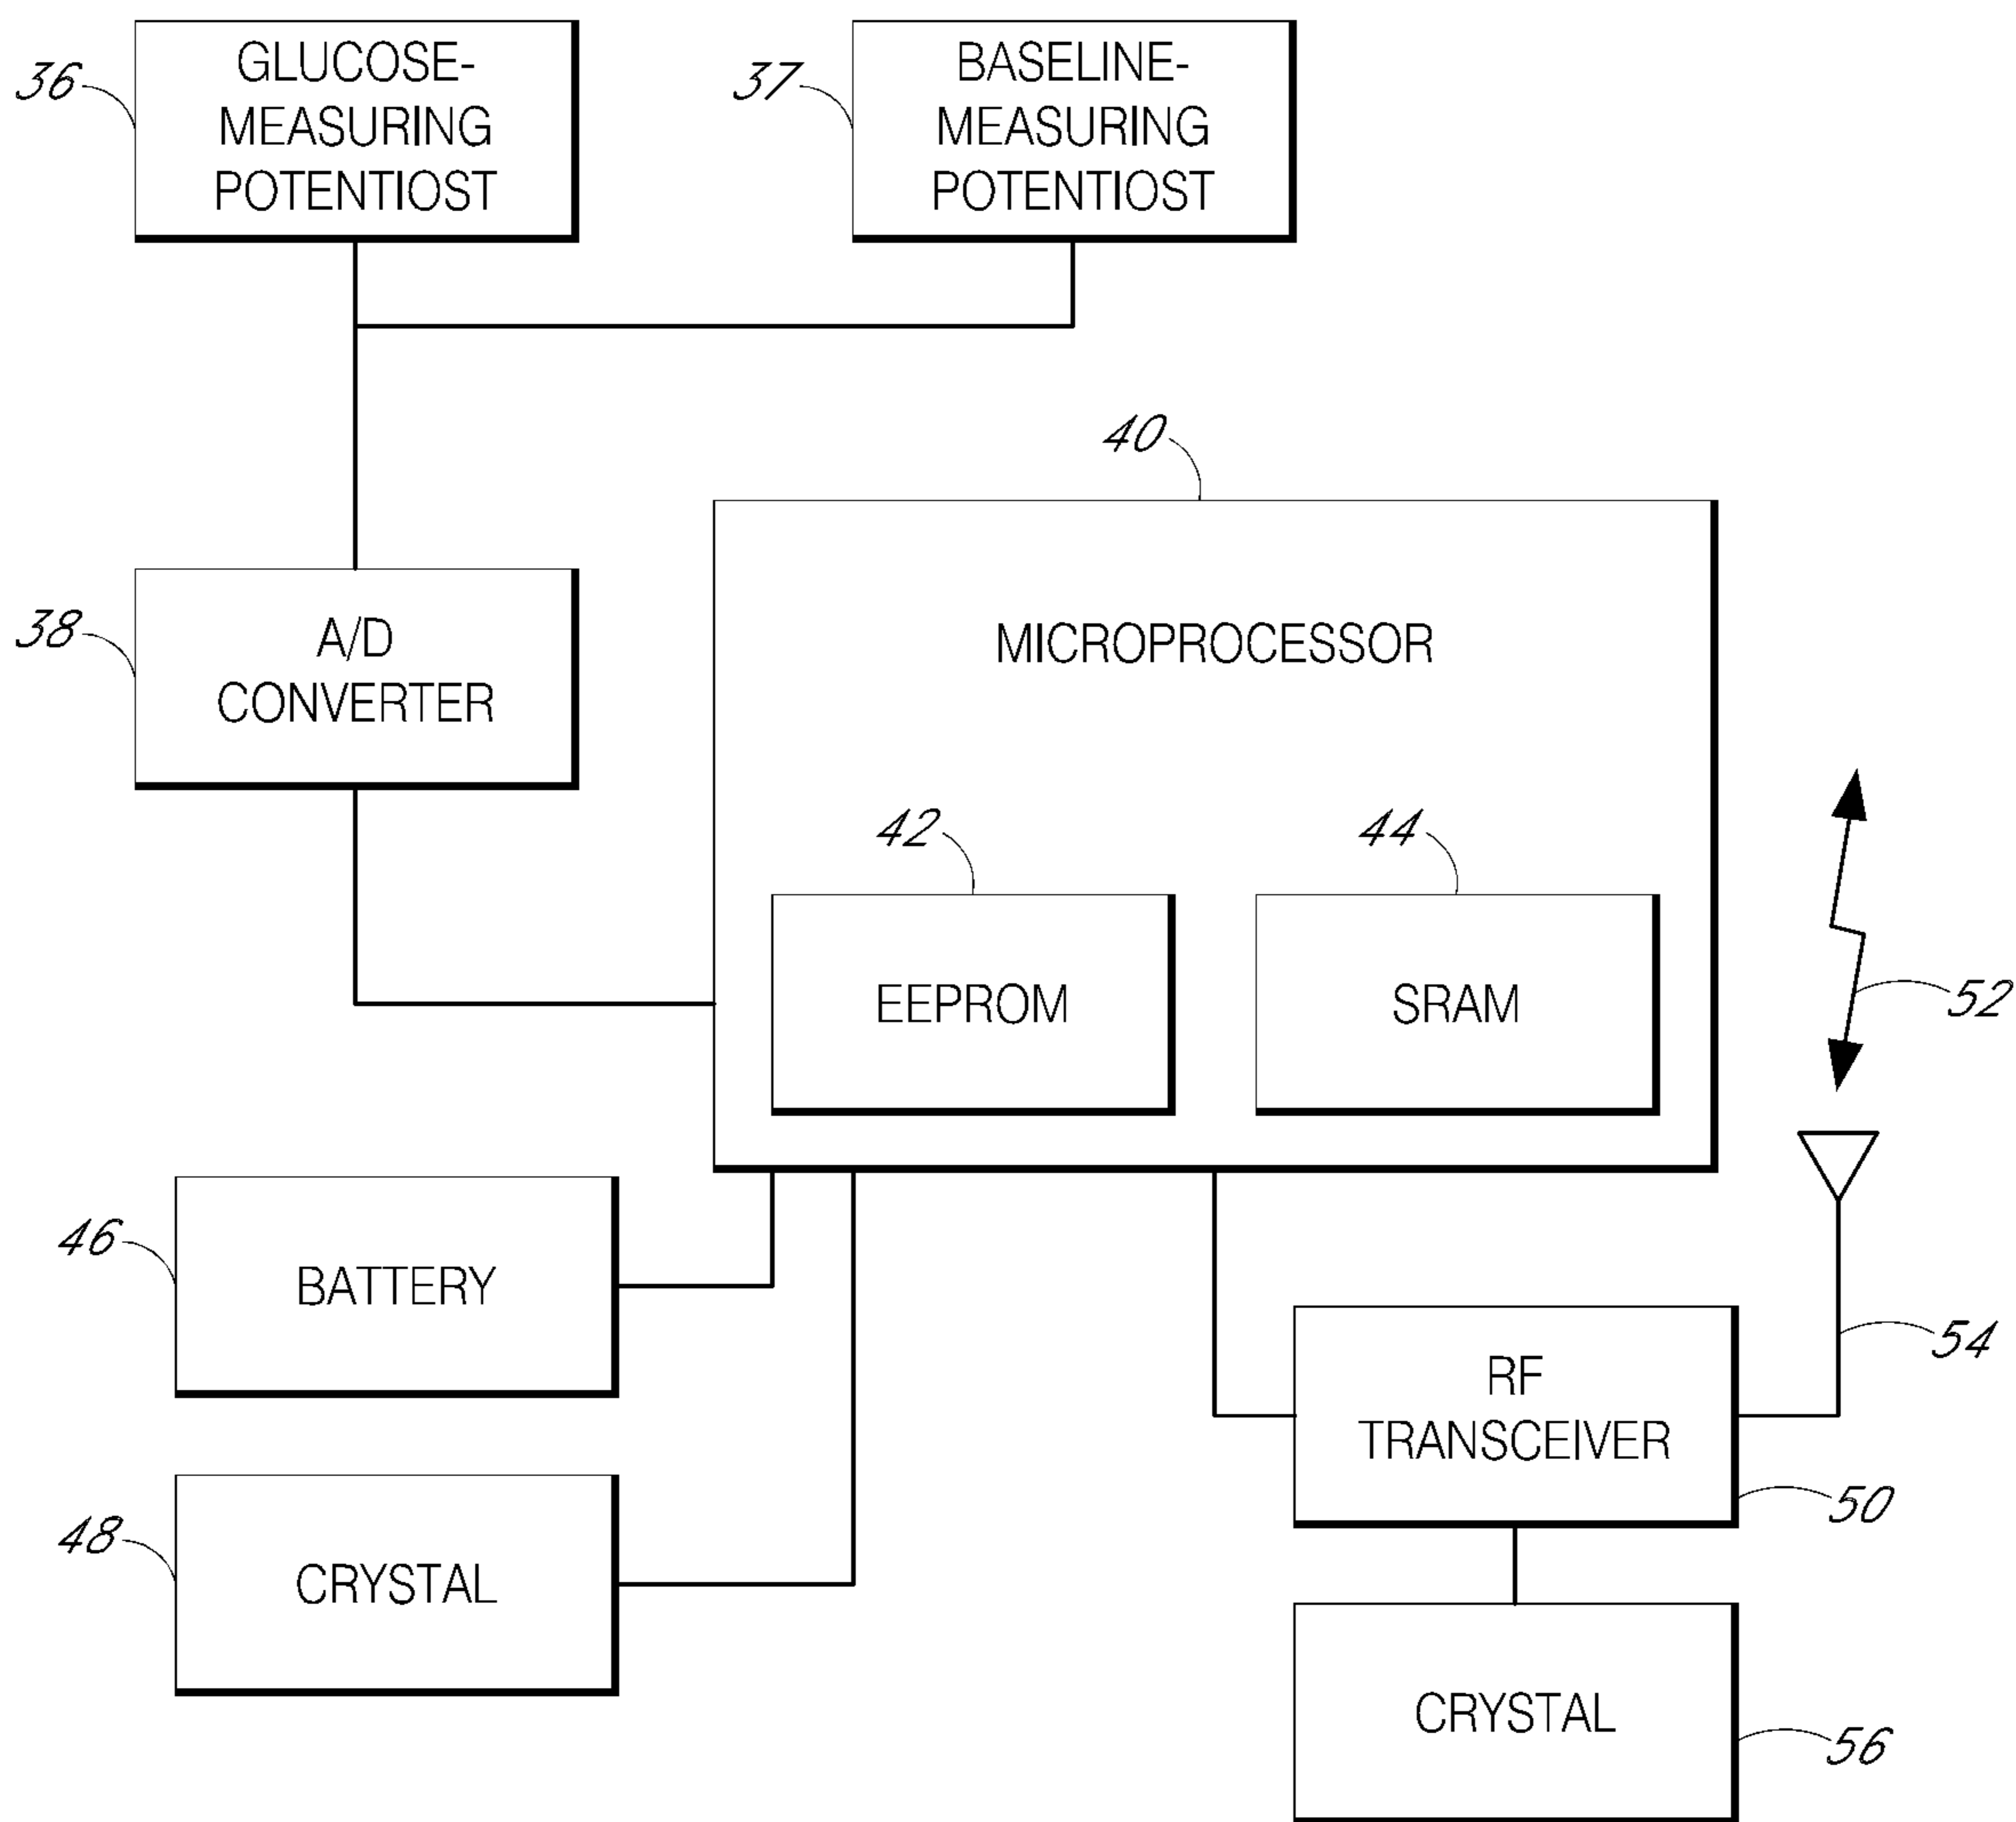 36
GLUCOSE-
MEASURING
POTENTIOST
37
BASELINE-
MEASURING
POTENTIOST
40
38
A/D
CONVERTER
MICROPROCESSOR
42
44
EEPROM
SRAM
52
46
BATTERY
54
RF
TRANSCEIVER
50
48
CRYSTAL
CRYSTAL
56